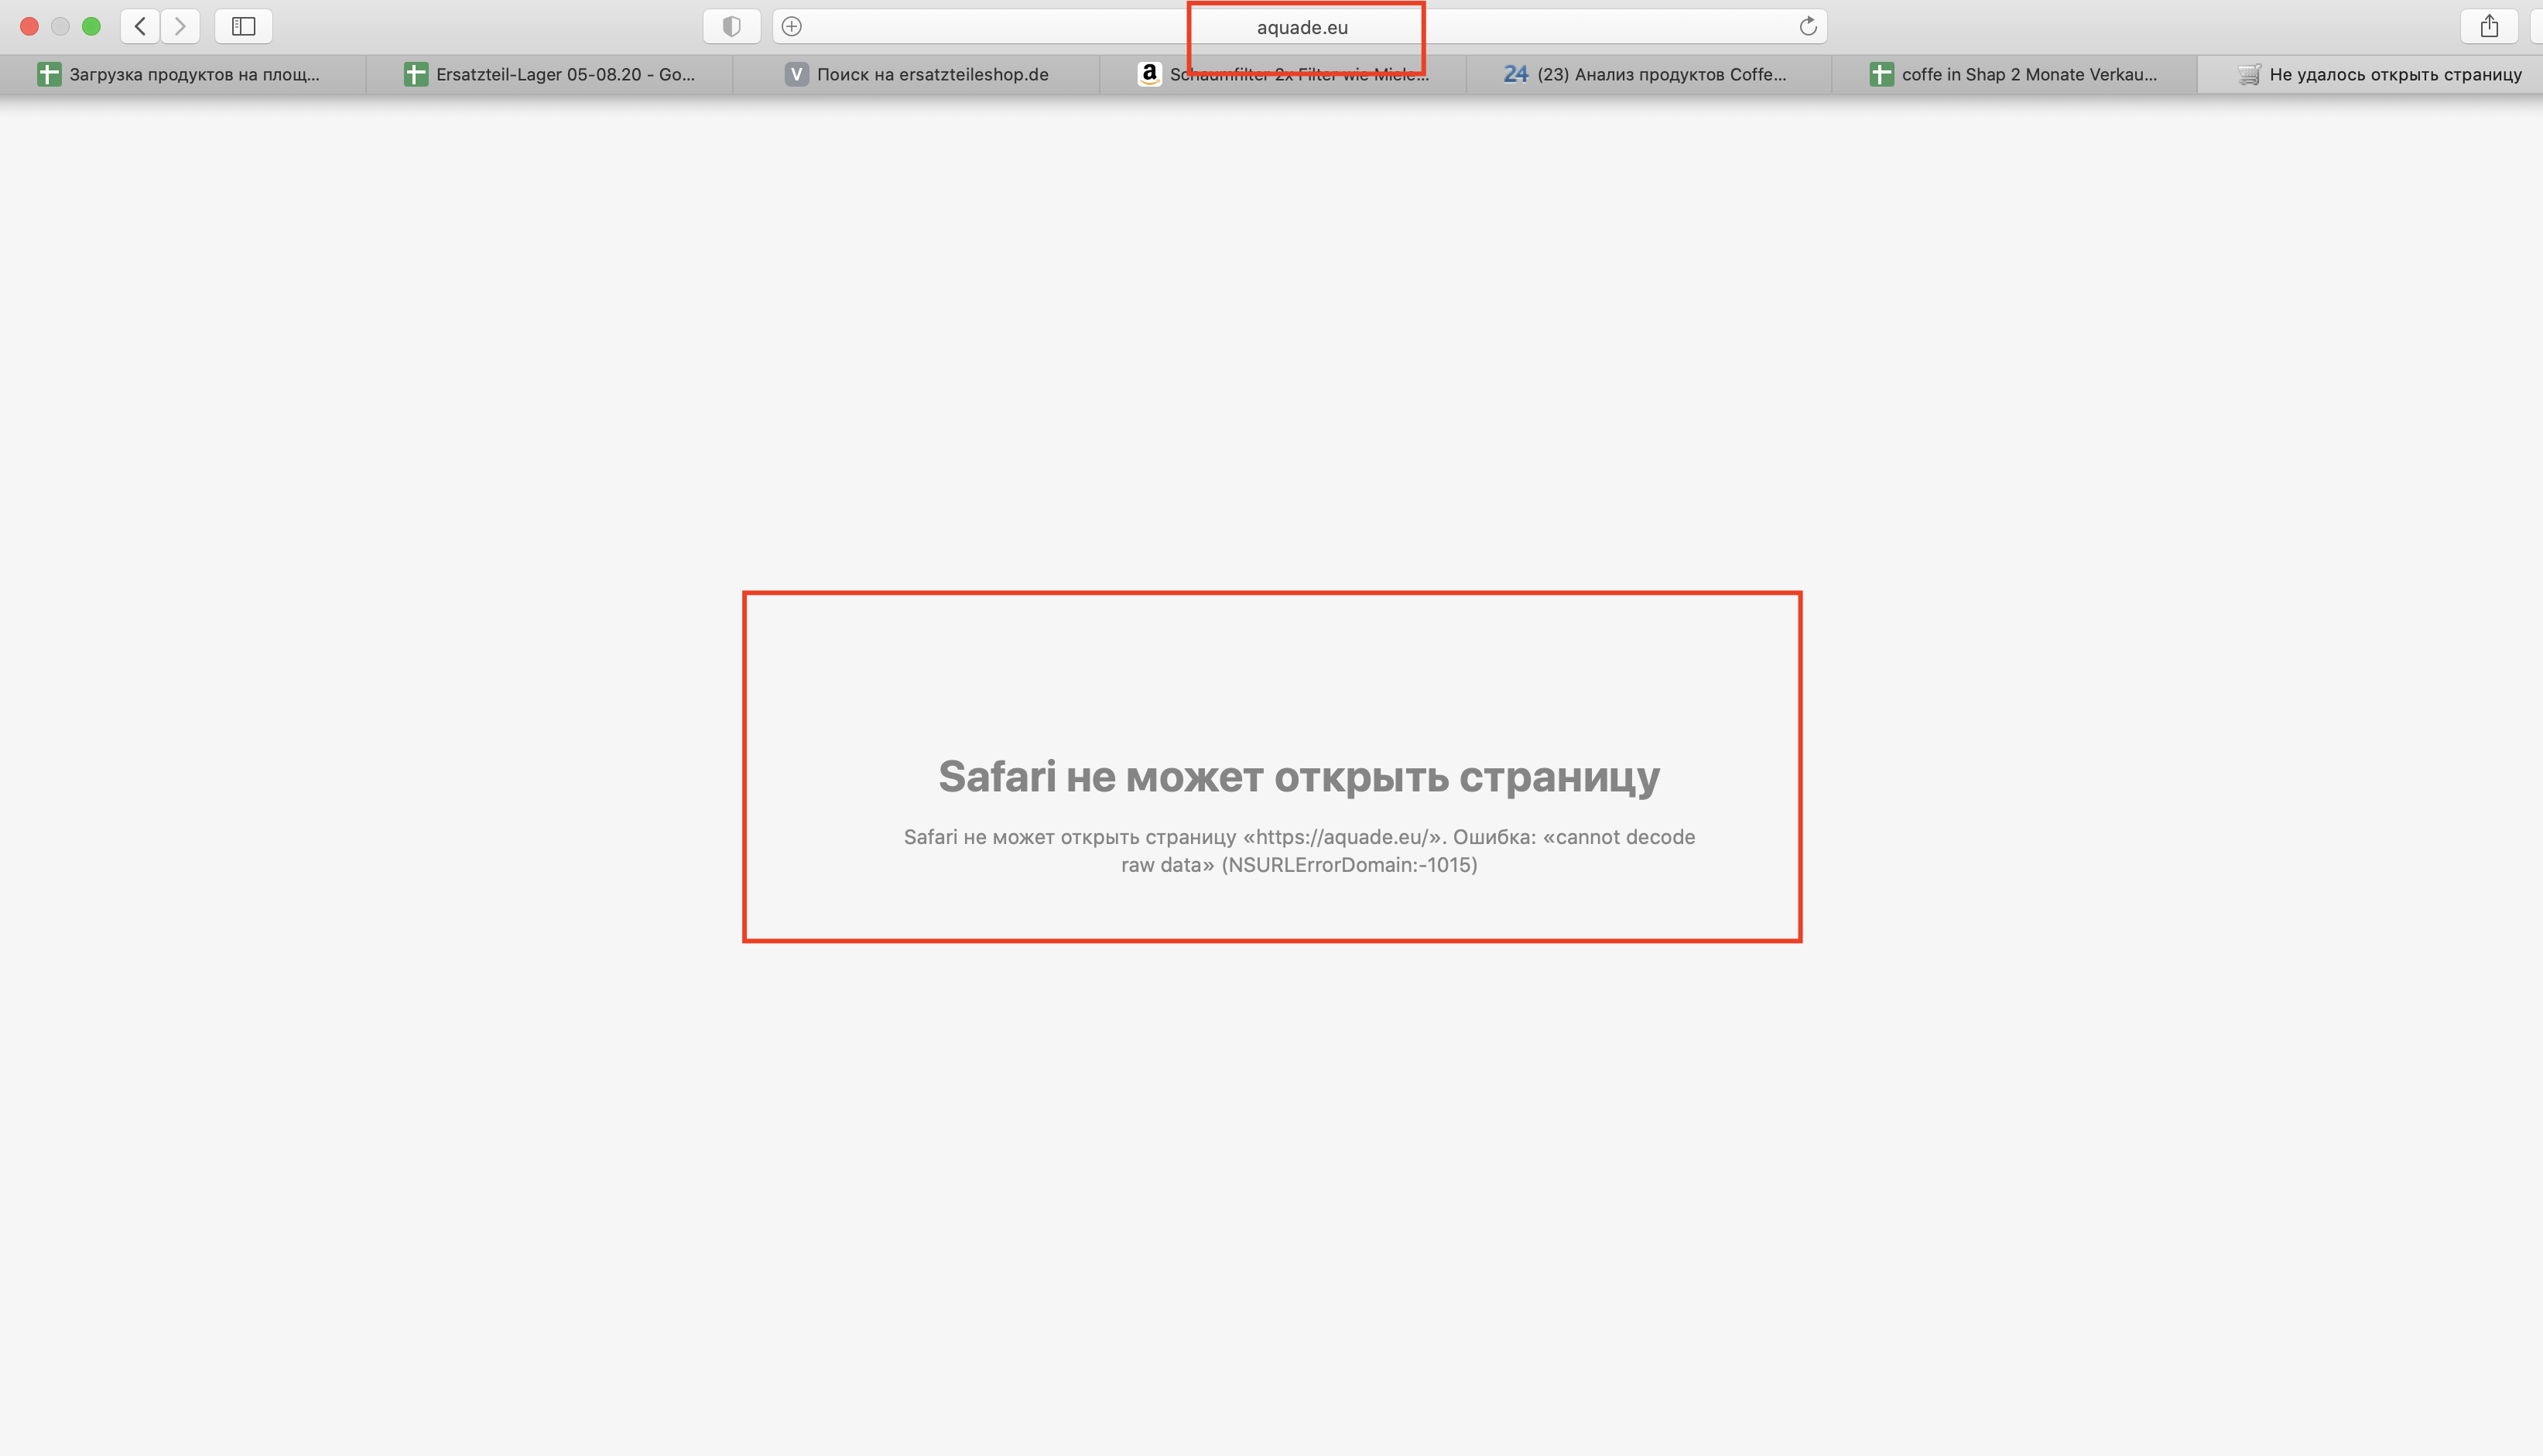 aquade.eu
Загрузка продуктов на площ...
Ersatzteil-Lager 05-08.20 - Go...
V
Поиск на ersatzteileshop.de
a
Schaumfilter 2x Filter wie Miele...
24
(23) Анализ продуктов Coffe...
coffe in Shap 2 Monate Verkau...
Не удалось открыть страницу
Safari не может открыть страницу
Safari не может открыть страницу «https://aquade.eu/». Ошибка: «cannot decode
raw data» (NSURLErrorDomain:-1015)